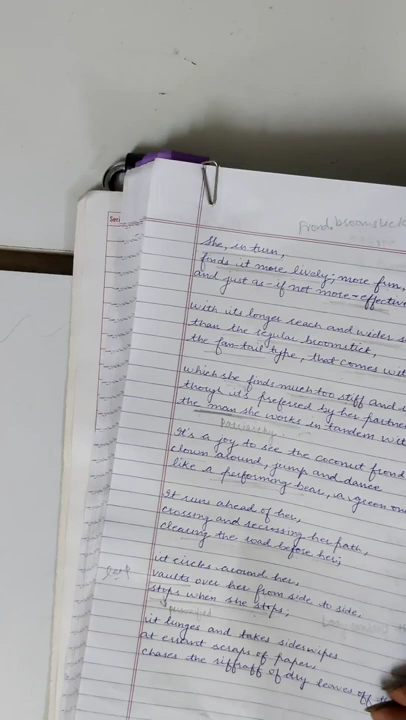 Frond, broomstick
She, in turn,
finds it more lively; more fun,
and just as-if not more-effective
with its longer reach and wider
than the regular broomstick,
the fan-tail type, that comes
which she finds much too stiff and
though it's preferred by her partner
the man she works in tandem
It's a joy to see the coconut frond
clown around, jump and dance
like a performing bear, a green
It runs ahead of her,
crossing and recrossing her path,
clearing the road before her;
it circles around her,
vaults over her from side to side,
stops when she stops;
it lunges and takes sideswipes
at errant scraps of paper,
chases the riffraff of dry leaves off